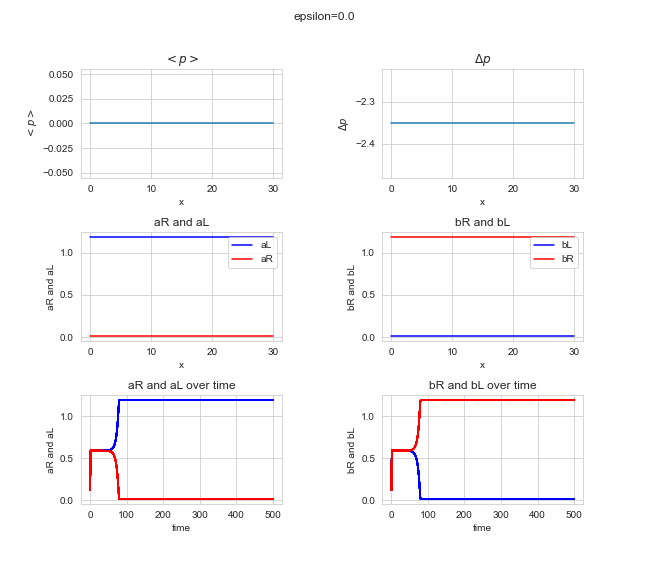 epsilon=0.0
< p >
Δp
0.050
0.025
0.000
−0.025
−0.050
< p >
0 10 20 30
x
−2.3
−2.4
Δp
0 10 20 30
x
aR and aL
bR and bL
1.0
0.5
0.0
aR and aL
aL
aR
0 10 20 30
x
1.0
0.5
0.0
bR and bL
bL
bR
0 10 20 30
x
aR and aL over time
bR and bL over time
1.0
0.5
0.0
aR and aL
0 100 200 300 400 500
time
1.0
0.5
0.0
bR and bL
0 100 200 300 400 500
time